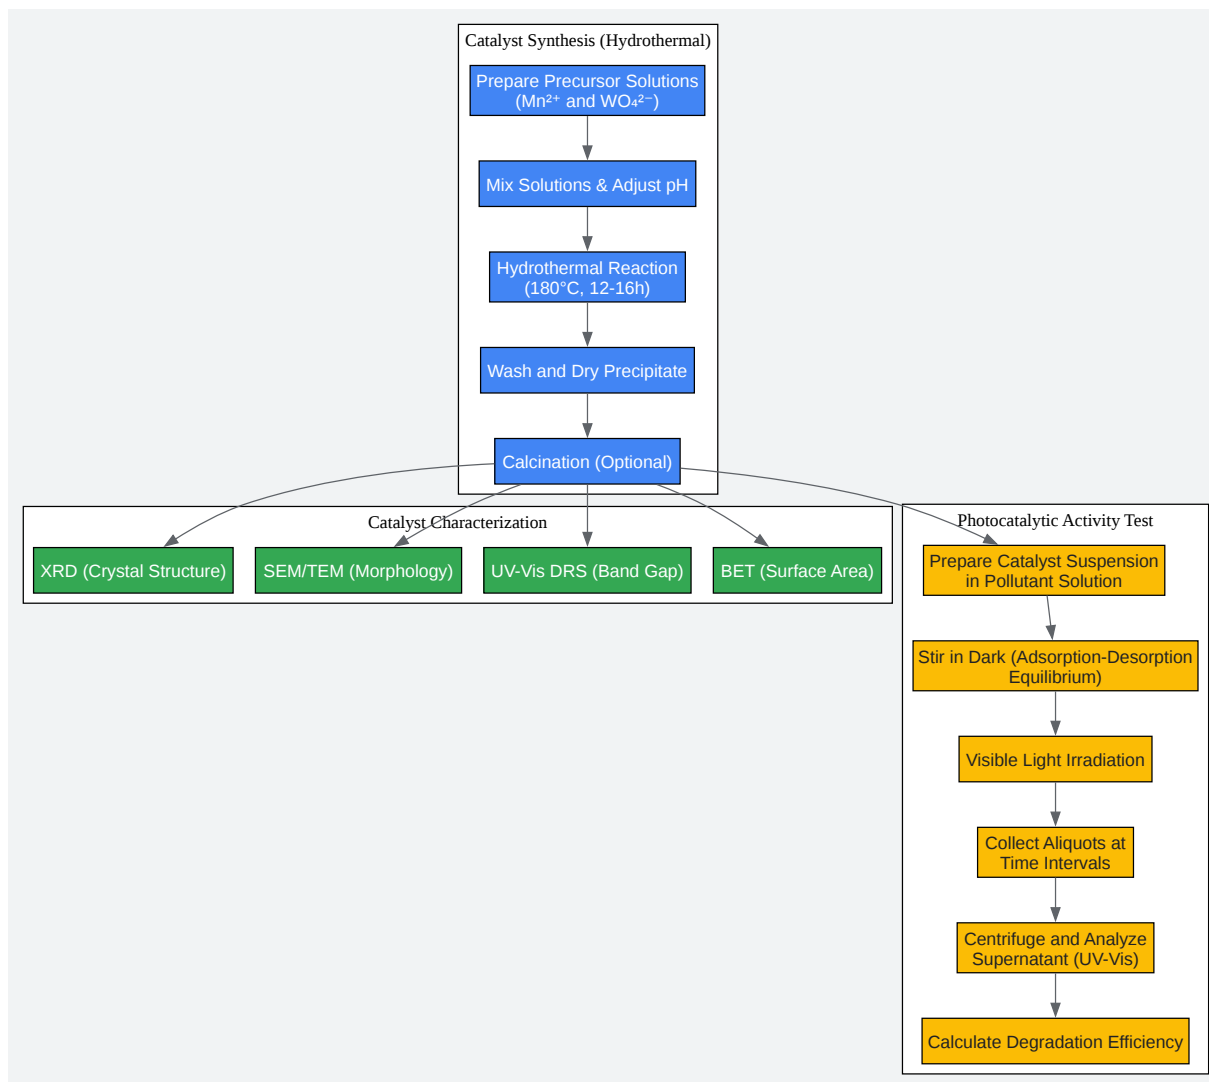 Catalyst Synthesis (Hydrothermal)
Prepare Precursor Solutions
(Mn²⁺ and WO₄²⁻)
Mix Solutions & Adjust pH
Hydrothermal Reaction
(180°C, 12-16h)
Wash and Dry Precipitate
Calcination (Optional)
Catalyst Characterization
XRD (Crystal Structure)
SEM/TEM (Morphology)
UV-Vis DRS (Band Gap)
BET (Surface Area)
Photocatalytic Activity Test
Prepare Catalyst Suspension
in Pollutant Solution
Stir in Dark (Adsorption-Desorption
Equilibrium)
Visible Light Irradiation
Collect Aliquots at
Time Intervals
Centrifuge and Analyze
Supernatant (UV-Vis)
Calculate Degradation Efficiency